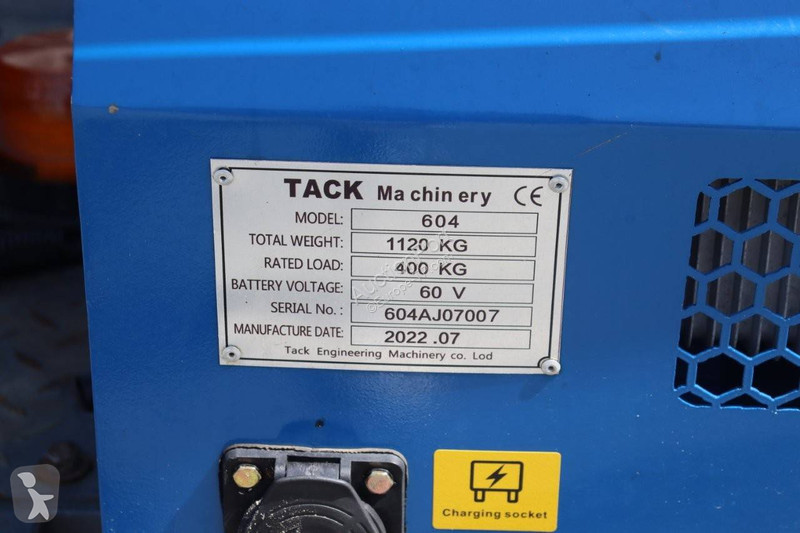 TACK Machinery CE
MODEL: 604
TOTAL WEIGHT: 1120 KG
RATED LOAD: 400 KG
BATTERY VOLTAGE: 60 V
SERIAL No.: 604AJ07007
MANUFACTURE DATE: 2022.07
Tack Engineering Machinery co. Lod
Charging socket